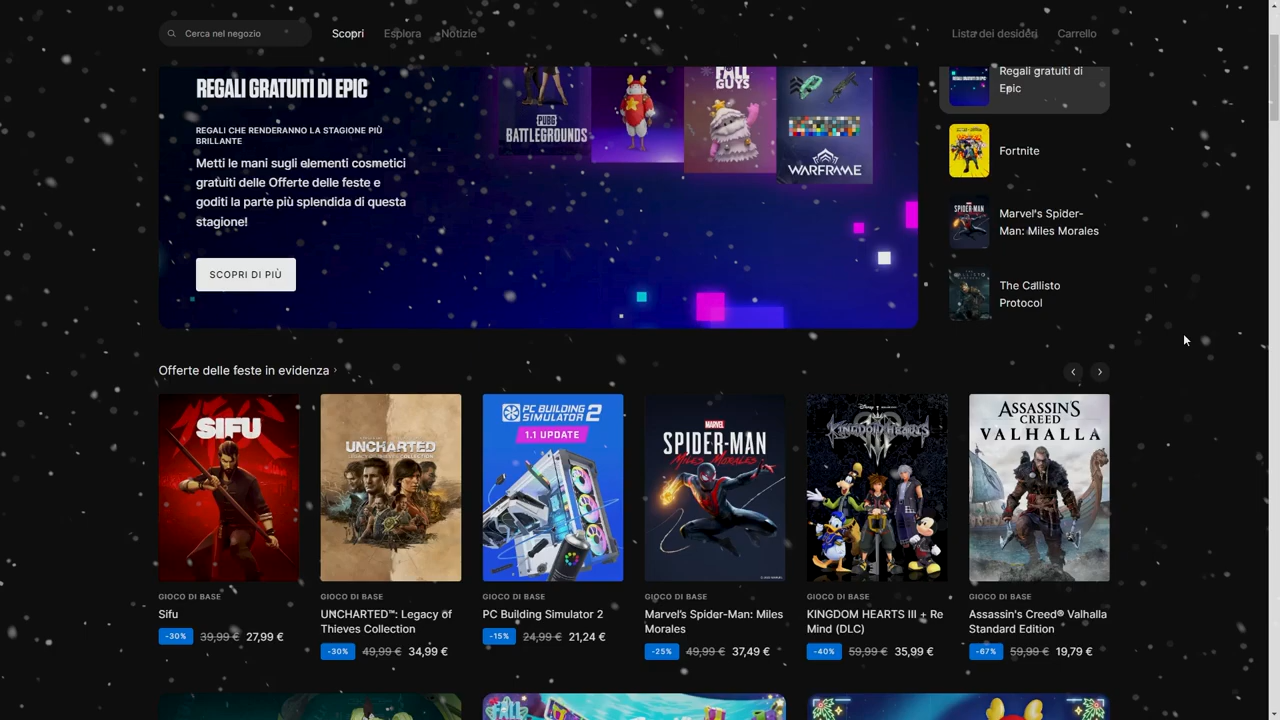 Cerca nel negozio
Scopri
Esplora
Notizie
Lista dei desideri
Carrello
REGALI GRATUITI DI EPIC
REGALI CHE RENDERANNO LA STAGIONE PIÙ
BRILLANTE
Metti le mani sugli elementi cosmetici
gratuiti delle Offerte delle feste e
goditi la parte più splendida di questa
stagione!
SCOPRI DI PIÙ
PUBG
BATTLEGROUNDS
FALL
GUYS
WARFRAME
Regali gratuiti di
Epic
Fortnite
Marvel's Spider-
Man: Miles Morales
The Callisto
Protocol
Offerte delle feste in evidenza
SIFU
UNCHARTED
PC BUILDING
SIMULATOR 2
1.1 UPDATE
MARVEL
SPIDER-MAN
MILES MORALES
Disney
KINGDOM HEARTS
III
ASSASSIN'S
CREED
VALHALLA
GIOCO DI BASE
Sifu
-30% 39,99 € 27,99 €
GIOCO DI BASE
UNCHARTED™: Legacy of
Thieves Collection
-30% 49,99 € 34,99 €
GIOCO DI BASE
PC Building Simulator 2
-15% 24,99 € 21,24 €
GIOCO DI BASE
Marvel's Spider-Man: Miles
Morales
-25% 49,99 € 37,49 €
GIOCO DI BASE
KINGDOM HEARTS III + Re
Mind (DLC)
-40% 59,99 € 35,99 €
GIOCO DI BASE
Assassin's Creed® Valhalla
Standard Edition
-67% 59,99 € 19,79 €